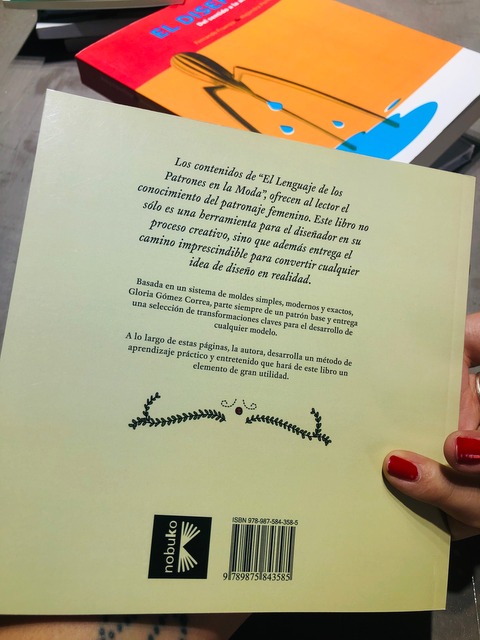 EL DISEÑ
Los contenidos de "El Lenguaje de los
Patrones en la Moda", ofrecen al lector el
conocimiento del patronaje femenino. Este libro no
sólo es una herramienta para el diseñador en su
proceso creativo, sino que además entrega el
camino imprescindible para convertir cualquier
idea de diseño en realidad.
Basada en un sistema de moldes simples, modernos y exactos,
Gloria Gómez Correa, parte siempre de un patrón base y entrega
una selección de transformaciones claves para el desarrollo de
cualquier modelo.
A lo largo de estas páginas, la autora, desarrolla un método de
aprendizaje práctico y entretenido que hará de este libro un
elemento de gran utilidad.
nobuko
ISBN 978-987-584-358-5
9789875843585